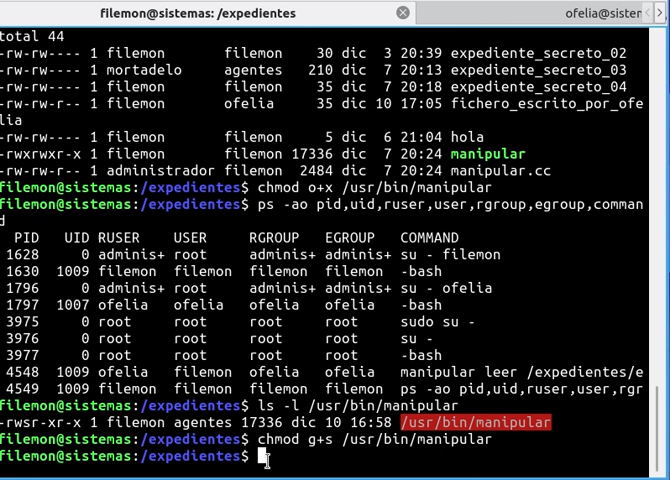 filemon@sistemas: /expedientes
ofelia@sister
total 44
-rw-rw---- 1 filemon filemon 30 dic 3 20:39 expediente_secreto_02
-rw-rw---- 1 mortadelo agentes 210 dic 7 20:13 expediente_secreto_03
-rw-rw---- 1 filemon filemon 35 dic 7 20:18 expediente_secreto_04
-rw-rw-r-- 1 filemon ofelia 35 dic 10 17:05 fichero_escrito_por_ofe
lia
-rw-rw---- 1 filemon filemon 5 dic 6 21:04 hola
-rwxrwxr-x 1 filemon filemon 17336 dic 7 20:24 manipular
-rw-rw---- 1 administrador filemon 2484 dic 7 20:24 manipular.cc
filemon@sistemas:/expedientes$ chmod o+x /usr/bin/manipular
filemon@sistemas:/expedientes$ ps -ao pid,uid,ruser,user,rgroup,egroup,comman
d
PID UID RUSER USER RGROUP EGROUP COMMAND
1628 0 adminis+ root adminis+ adminis+ su - filemon
1630 1009 filemon filemon filemon filemon -bash
1796 0 adminis+ root adminis+ adminis+ su - ofelia
1797 1007 ofelia ofelia ofelia ofelia -bash
3975 0 root root root root sudo su -
3976 0 root root root root su -
3977 0 root root root root -bash
4548 1009 ofelia filemon ofelia ofelia manipular leer /expedientes/e
4549 1009 filemon filemon filemon filemon ps -ao pid,uid,ruser,user,rgr
filemon@sistemas:/expedientes$ ls -l /usr/bin/manipular
-rwsr-xr-x 1 filemon agentes 17336 dic 10 16:58 /usr/bin/manipular
filemon@sistemas:/expedientes$ chmod g+s /usr/bin/manipular
filemon@sistemas:/expedientes$